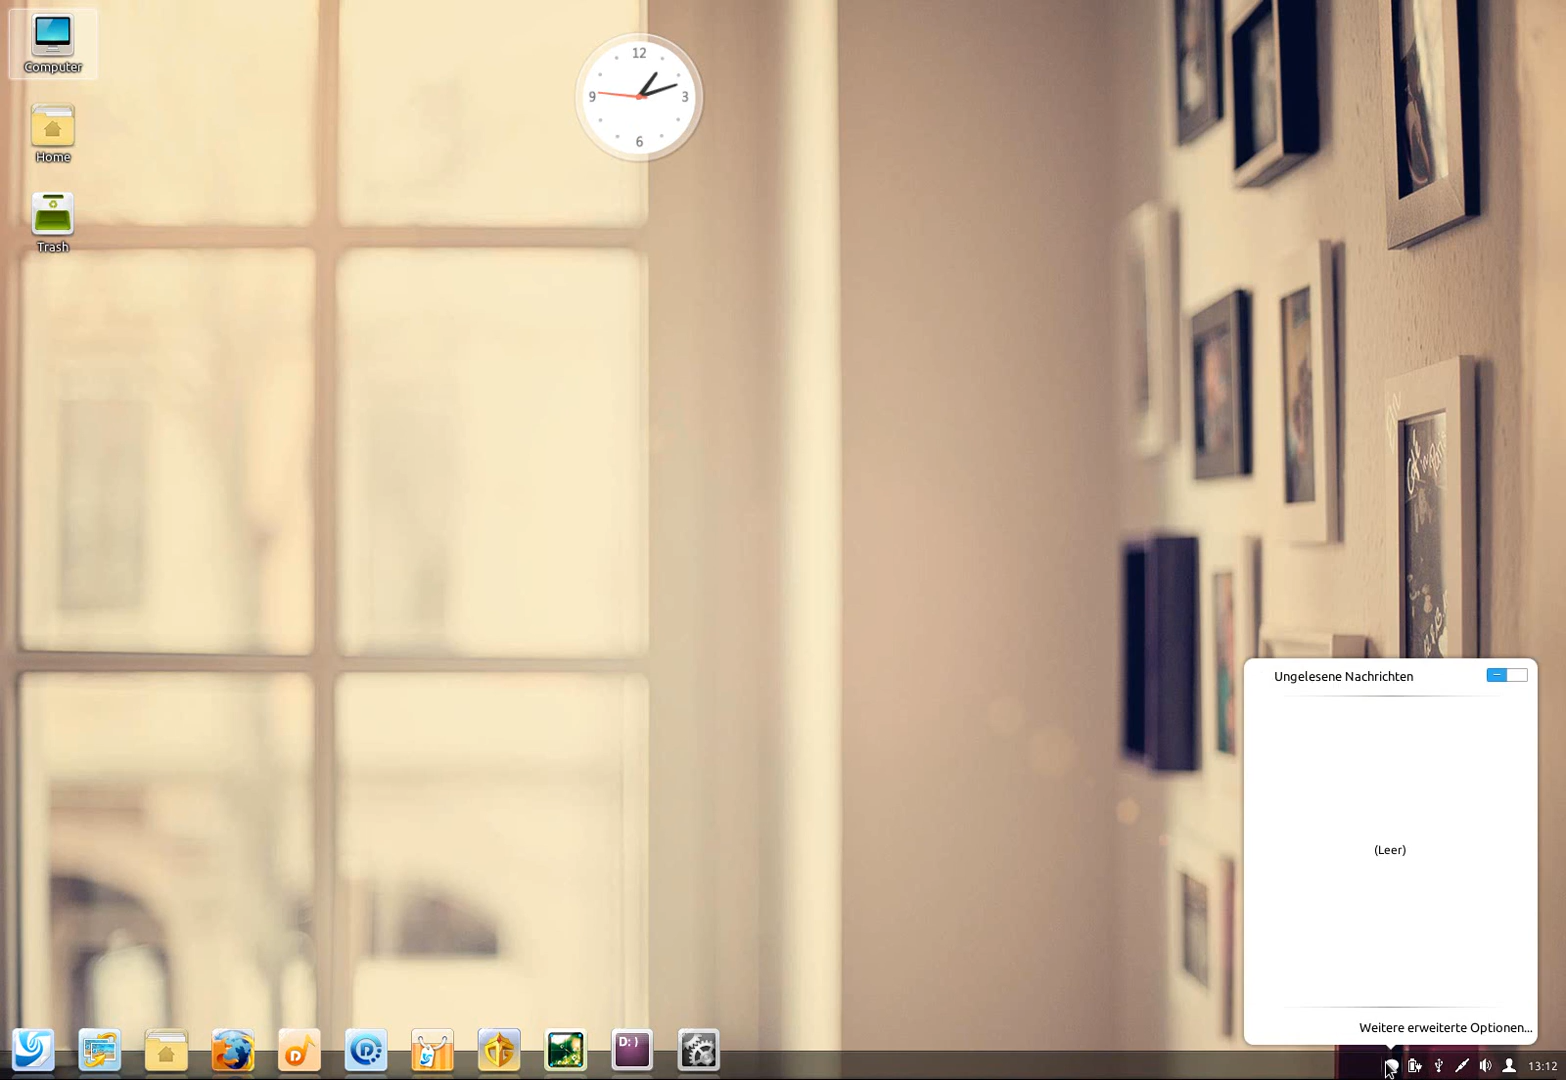 Computer
Home
Trash
12
9
3
6
Ungelesene Nachrichten
(Leer)
Weitere erweiterte Optionen...
D: )
13:12